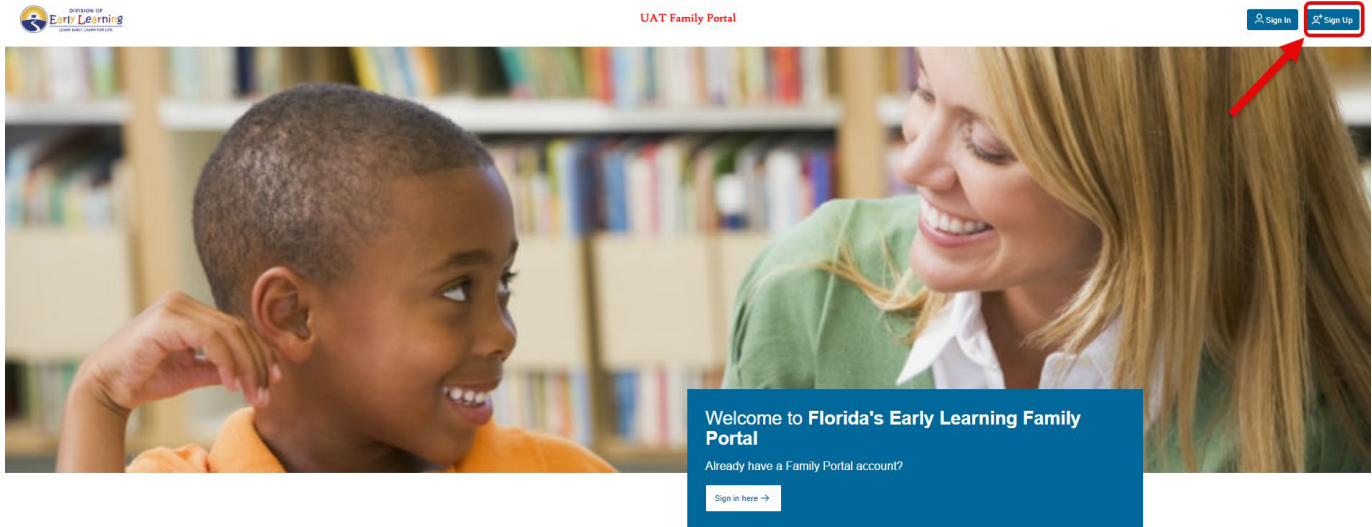 DIVISION OF
Early Learning
LEARN EARLY. LEARN FOR LIFE.
UAT Family Portal
Sign In
Sign Up
Welcome to Florida's Early Learning Family
Portal
Already have a Family Portal account?
Sign in here →